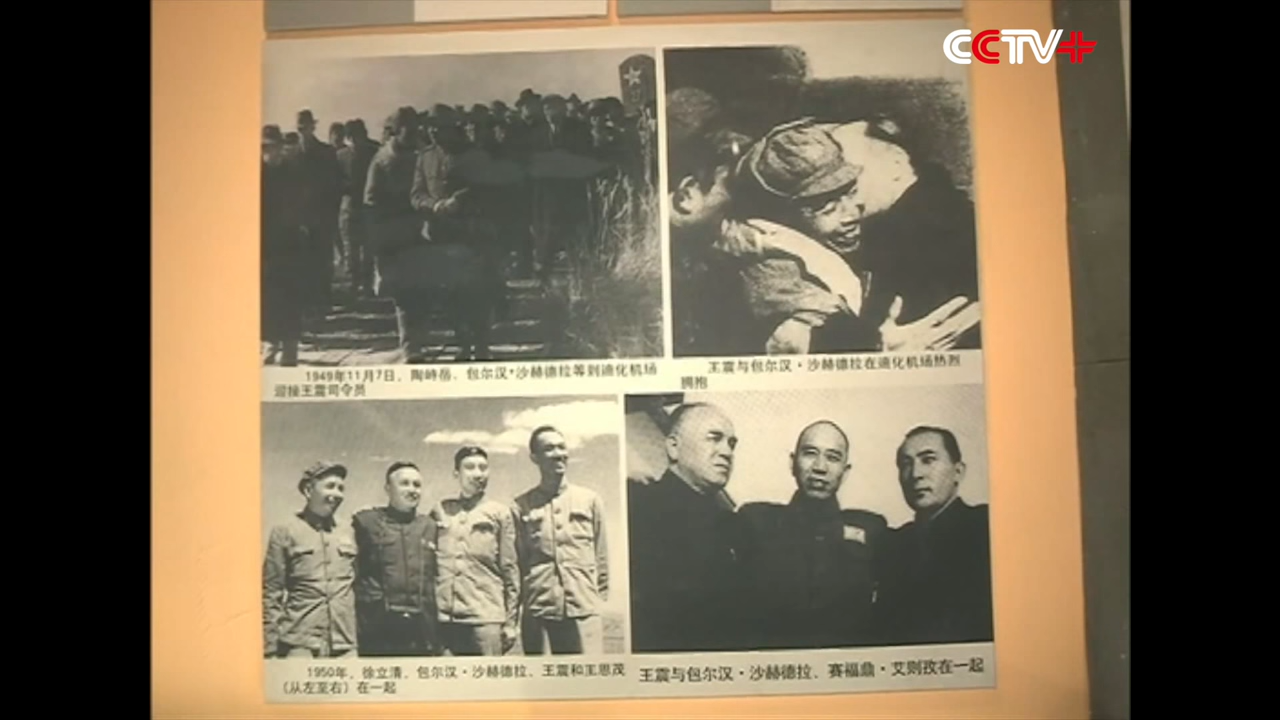 CCTV+
1949年11月7日，陶峙岳、包尔汉·沙赫德拉等到迪化机场
迎接王震司令员
王震与包尔汉·沙赫德拉在迪化机场热烈
拥抱
1950年，徐立清、包尔汉·沙赫德拉、王震和王恩茂
（从左至右）在一起
王震与包尔汉·沙赫德拉、赛福鼎·艾则孜在一起